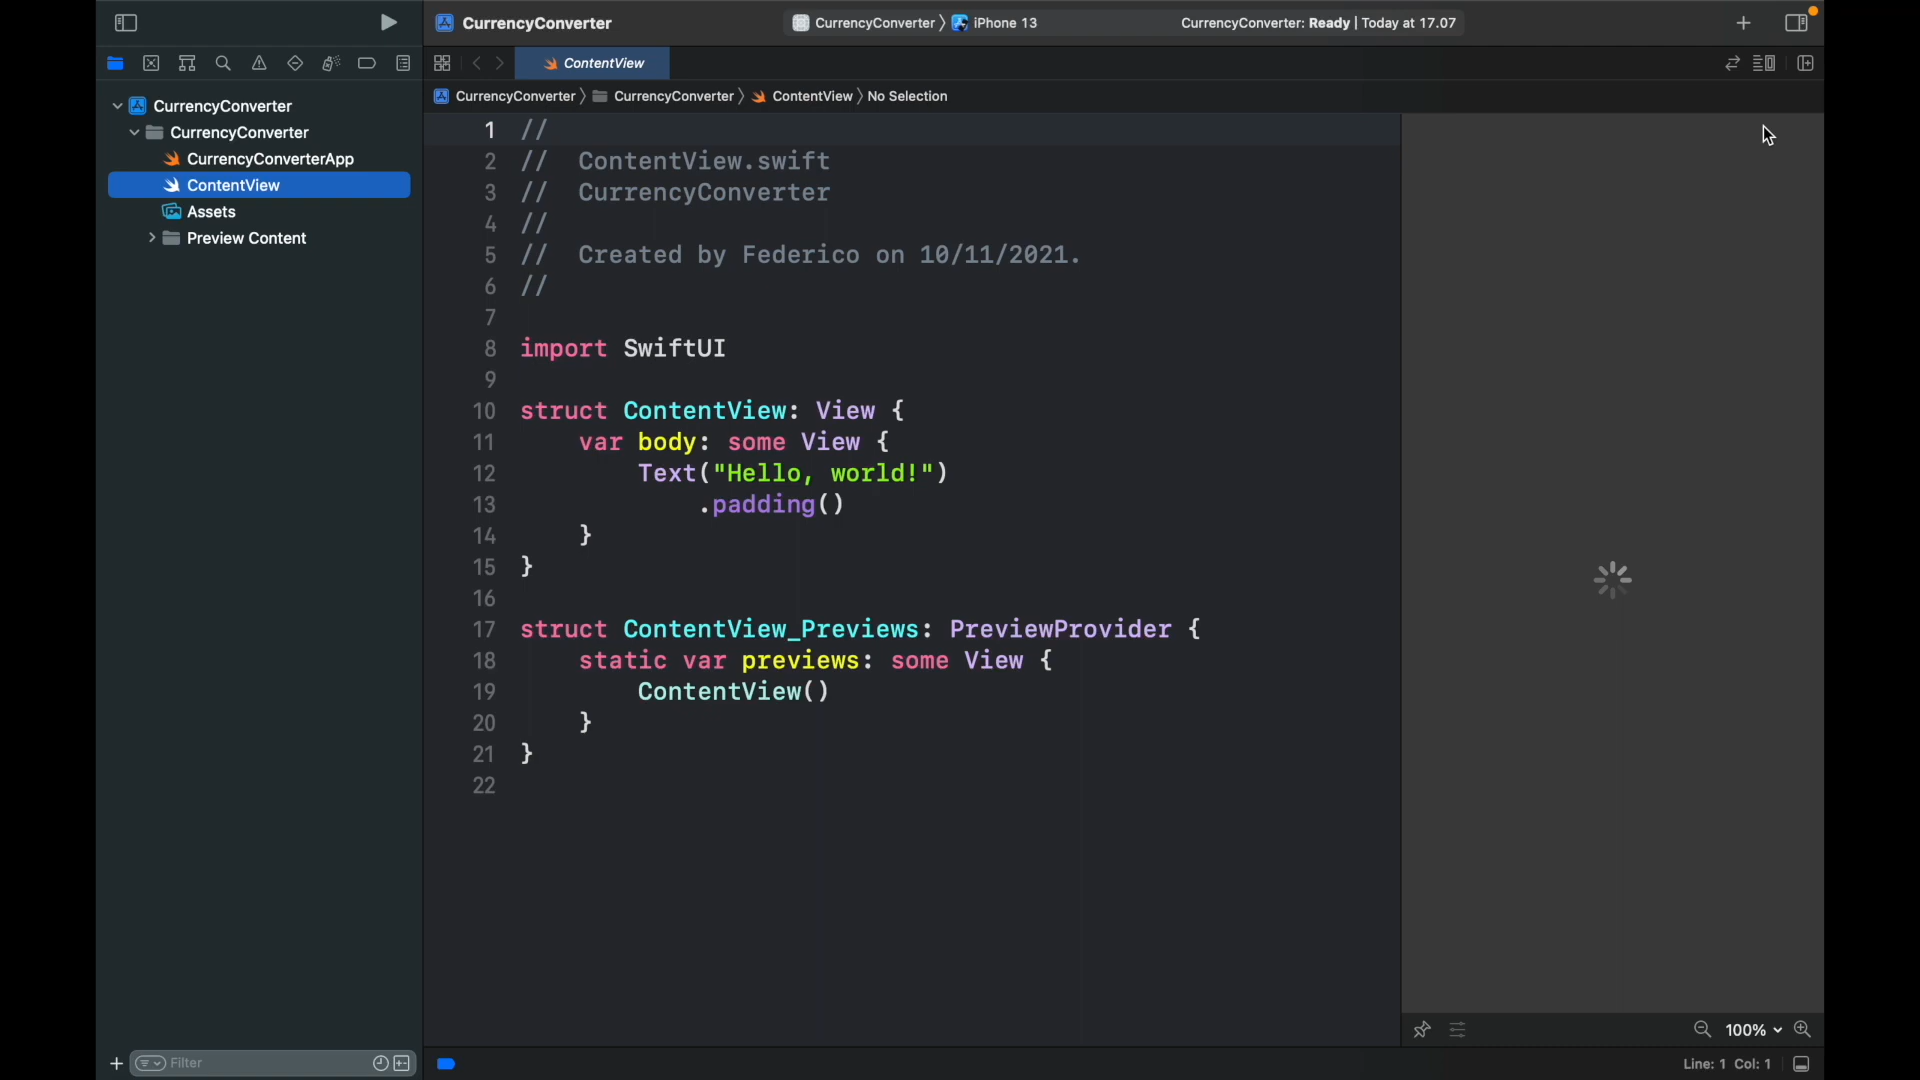 CurrencyConverter
CurrencyConverter 〉 iPhone 13
CurrencyConverter: Ready | Today at 17.07
ContentView
CurrencyConverter 〉 CurrencyConverter 〉 ContentView 〉 No Selection
CurrencyConverter
CurrencyConverter
CurrencyConverterApp
ContentView
Assets
Preview Content
1 //
2 //  ContentView.swift
3 //  CurrencyConverter
4 //
5 //  Created by Federico on 10/11/2021.
6 //
7
8 import SwiftUI
9
10 struct ContentView: View {
11     var body: some View {
12         Text("Hello, world!")
13             .padding()
14     }
15 }
16
17 struct ContentView_Previews: PreviewProvider {
18     static var previews: some View {
19         ContentView()
20     }
21 }
22
100%
Filter
Line: 1 Col: 1